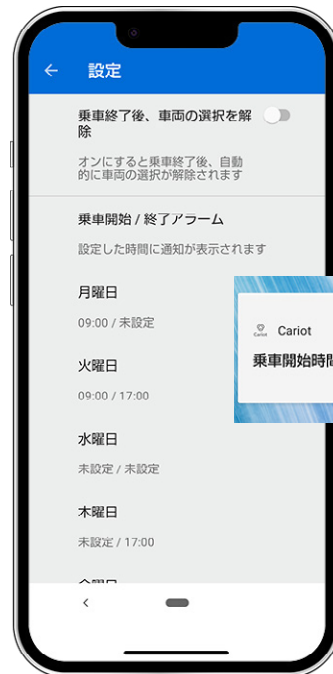 設定
乗車終了後、車両の選択を解
除
オンにすると乗車終了後、自動
的に車両の選択が解除されます
乗車開始 / 終了アラーム
設定した時間に通知が表示されます
月曜日
09:00 / 未設定
Cariot
Cariot
乗車開始時間
火曜日
09:00 / 17:00
水曜日
未設定 / 未設定
木曜日
未設定 / 17:00